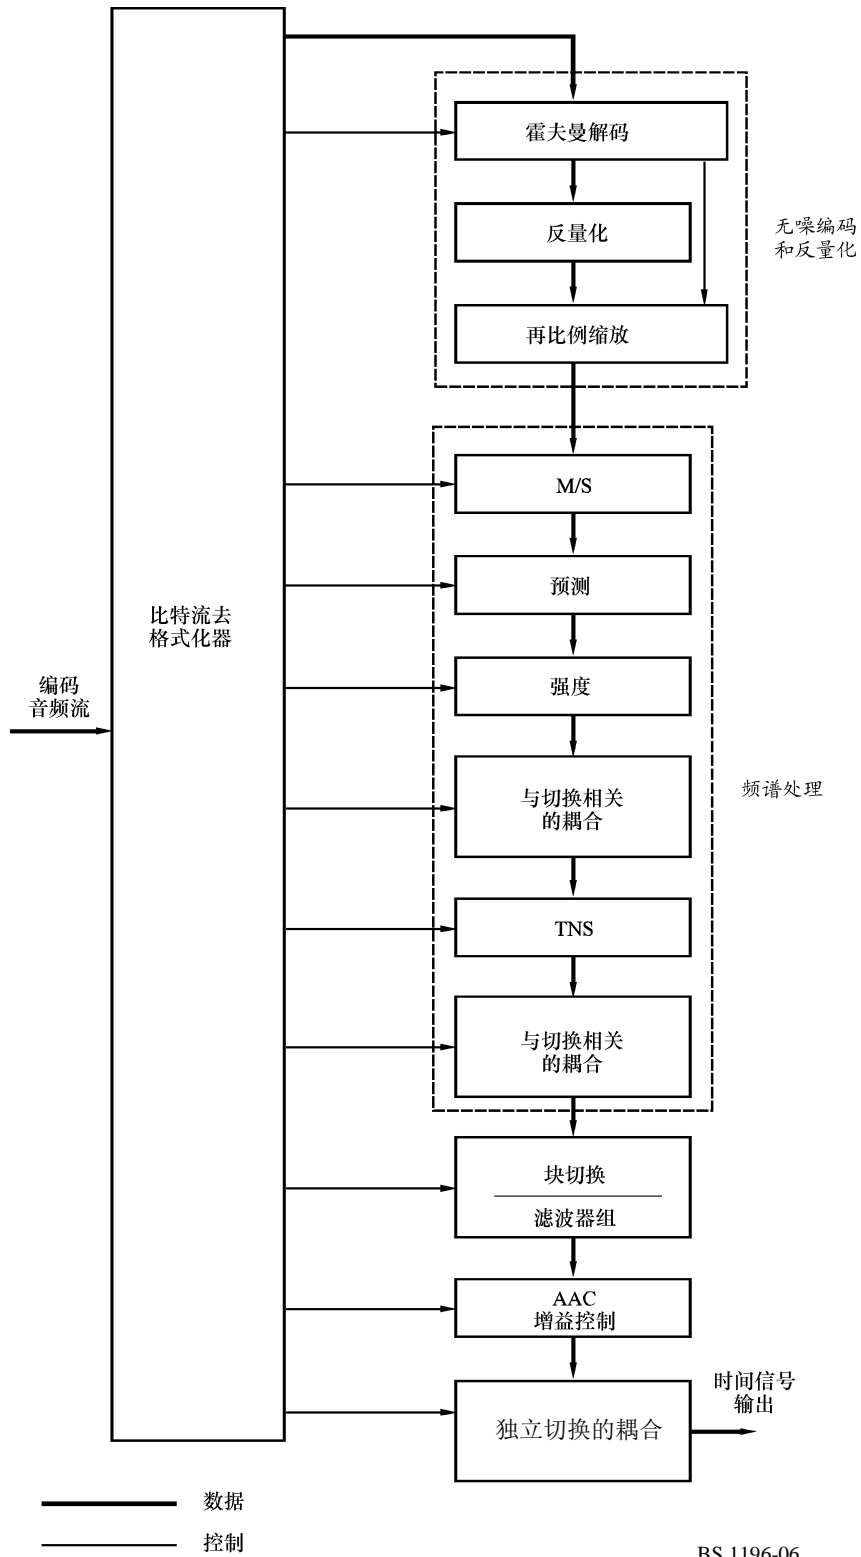 霍夫曼解码
反量化
无噪编码
和反量化
再比例缩放
M/S
预测
比特流去
格式化器
强度
编码
音频流
与切换相关
的耦合
频谱处理
TNS
与切换相关
的耦合
块切换
滤波器组
AAC
增益控制
时间信号
输出
独立切换的耦合
数据
控制
BS.1196-06